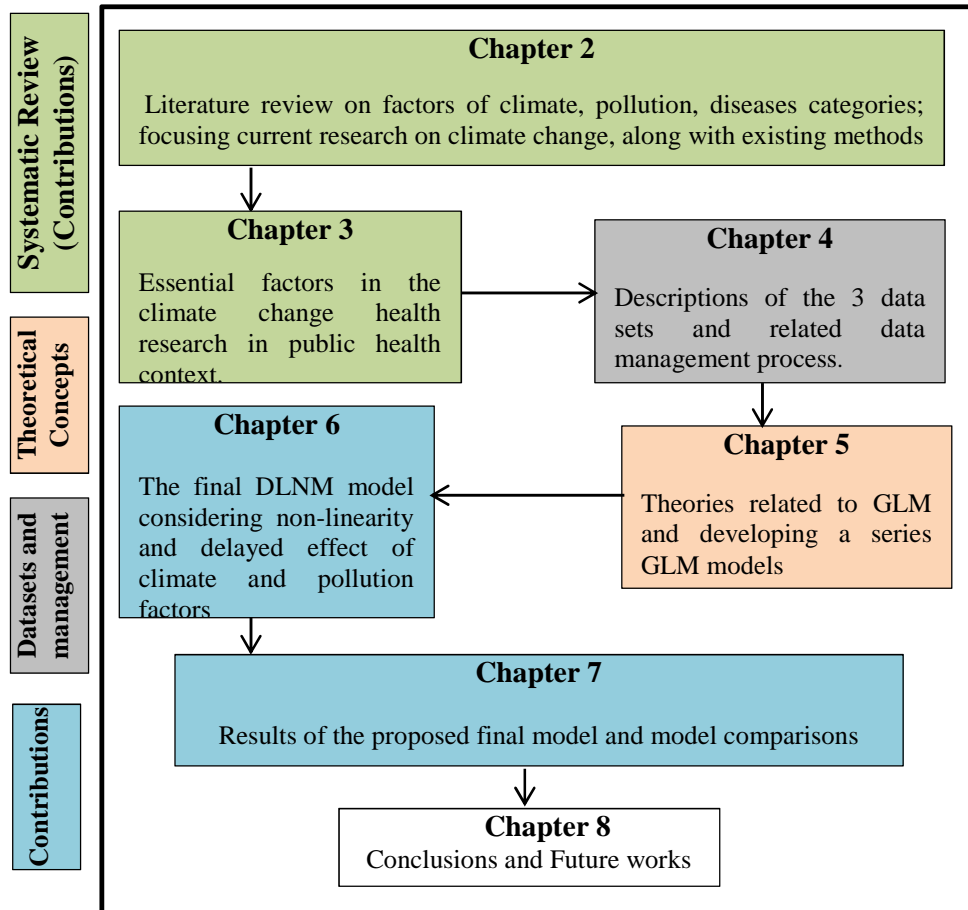 Systematic Review
(Contributions)
Theoretical
Concepts
Datasets and
management
Contributions
Chapter 2
Literature review on factors of climate, pollution, diseases categories;
focusing current research on climate change, along with existing methods
Chapter 3
Essential factors in the
climate change health
research in public health
context.
Chapter 4
Descriptions of the 3 data
sets and related data
management process.
Chapter 5
Theories related to GLM
and developing a series
GLM models
Chapter 6
The final DLNM model
considering non-linearity
and delayed effect of
climate and pollution
factors
Chapter 7
Results of the proposed final model and model comparisons
Chapter 8
Conclusions and Future works